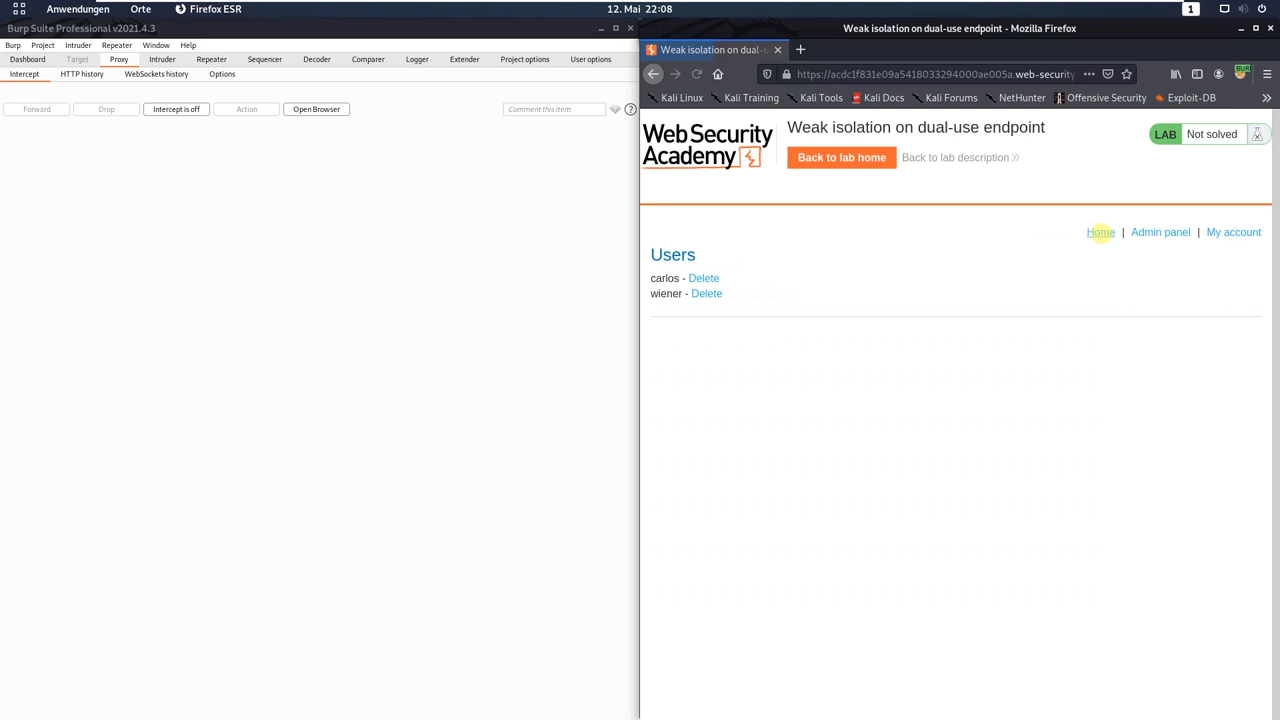 Anwendungen Orte Firefox ESR 12. Mai 22:08 1
Burp Suite Professional v2021.4.3
Burp Project Intruder Repeater Window Help
Dashboard Target Proxy Intruder Repeater Sequencer Decoder Comparer Logger Extender Project options User options
Intercept HTTP history WebSockets history Options
Forward Drop Intercept is off Action Open Browser Comment this item ?
Weak isolation on dual-use endpoint - Mozilla Firefox
Weak isolation on dual-u
https://acdc1f831e09a5418033294000ae005a.web-security
BUR
Kali Linux Kali Training Kali Tools Kali Docs Kali Forums NetHunter Offensive Security Exploit-DB
WebSecurity
Academy
Weak isolation on dual-use endpoint
Back to lab home Back to lab description
LAB Not solved
Home | Admin panel | My account
Users
carlos - Delete
wiener - Delete